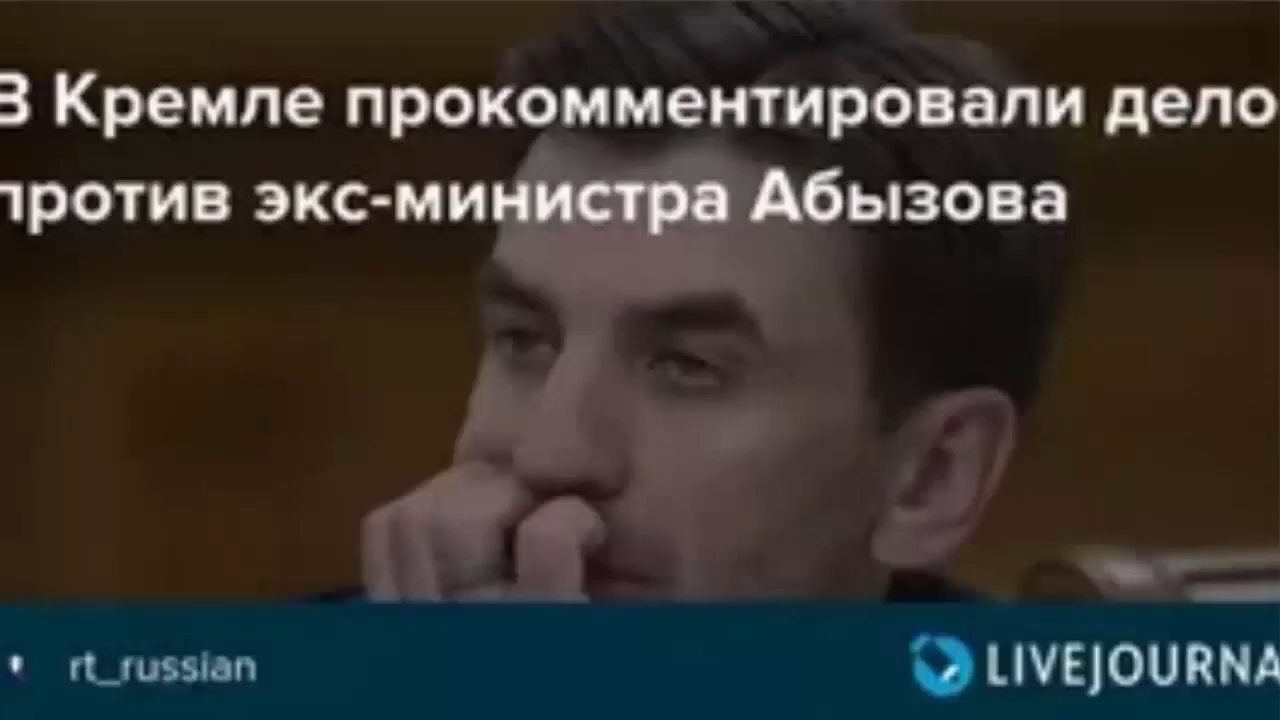 В Кремле прокомментировали дело
против экс-министра Абызова
rt_russian
LIVEJOURNA